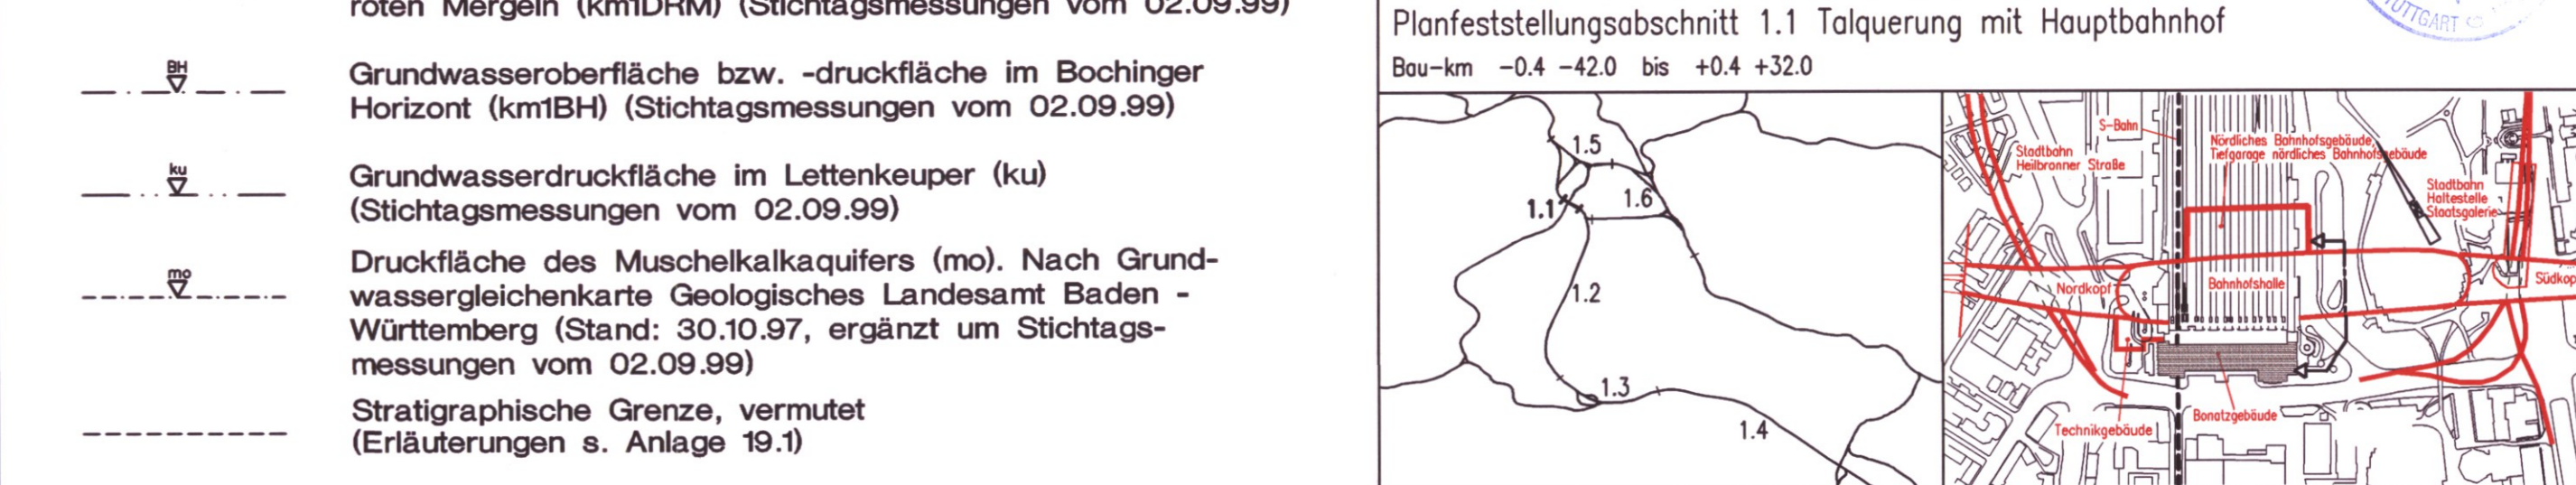 roten Mergeln (km1DRM) (Stichtagsmessungen vom 02.09.99)
BH
Grundwasseroberfläche bzw. -druckfläche im Bochinger
Horizont (km1BH) (Stichtagsmessungen vom 02.09.99)
ku
Grundwasserdruckfläche im Lettenkeuper (ku)
(Stichtagsmessungen vom 02.09.99)
mo
Druckfläche des Muschelkalkaquifers (mo). Nach Grund-
wassergleichenkarte Geologisches Landesamt Baden -
Württemberg (Stand: 30.10.97, ergänzt um Stichtags-
messungen vom 02.09.99)
Stratigraphische Grenze, vermutet
(Erläuterungen s. Anlage 19.1)
Planfeststellungsabschnitt 1.1 Talquerung mit Hauptbahnhof
Bau-km -0.4 -42.0 bis +0.4 +32.0
1.5
1.6
1.1
1.2
1.3
1.4
S-Bahn
Stadtbahn
Heilbronner Straße
Nördliches Bahnhofsgebäude,
Tiefgarage nördliches Bahnhofsgebäude
Stadtbahn
Haltestelle
Staatsgalerie
Nordkopf
Bahnhofshalle
Südkop
Technikgebäude
Bonatzgebäude